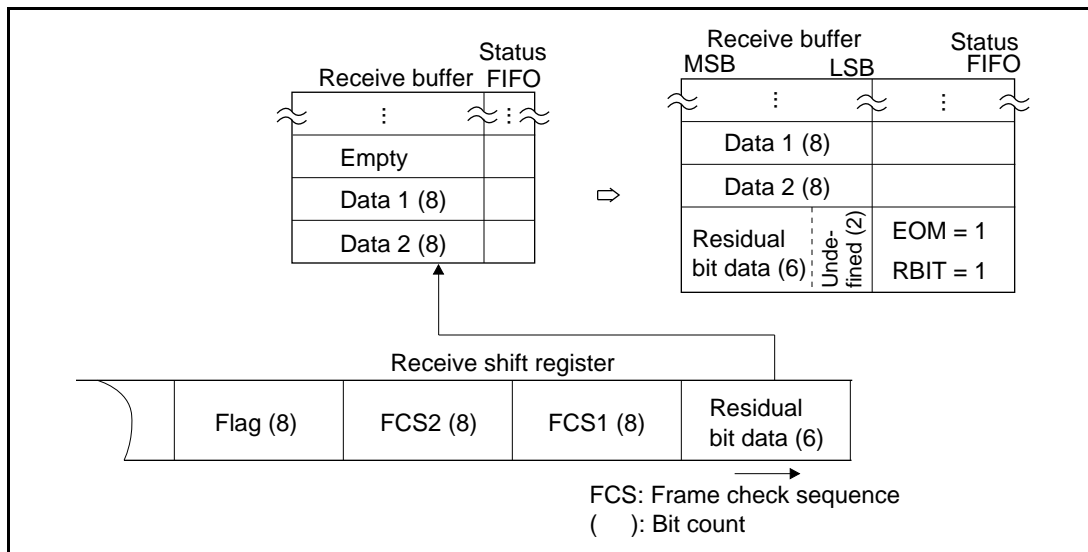 Status
Receive buffer FIFO
Empty
Data 1 (8)
Data 2 (8)
Receive buffer Status
MSB LSB FIFO
Data 1 (8)
Data 2 (8)
Residual
bit data (6)
Unde-
fined (2)
EOM = 1
RBIT = 1
Receive shift register
Flag (8)
FCS2 (8)
FCS1 (8)
Residual
bit data (6)
FCS: Frame check sequence
( ): Bit count